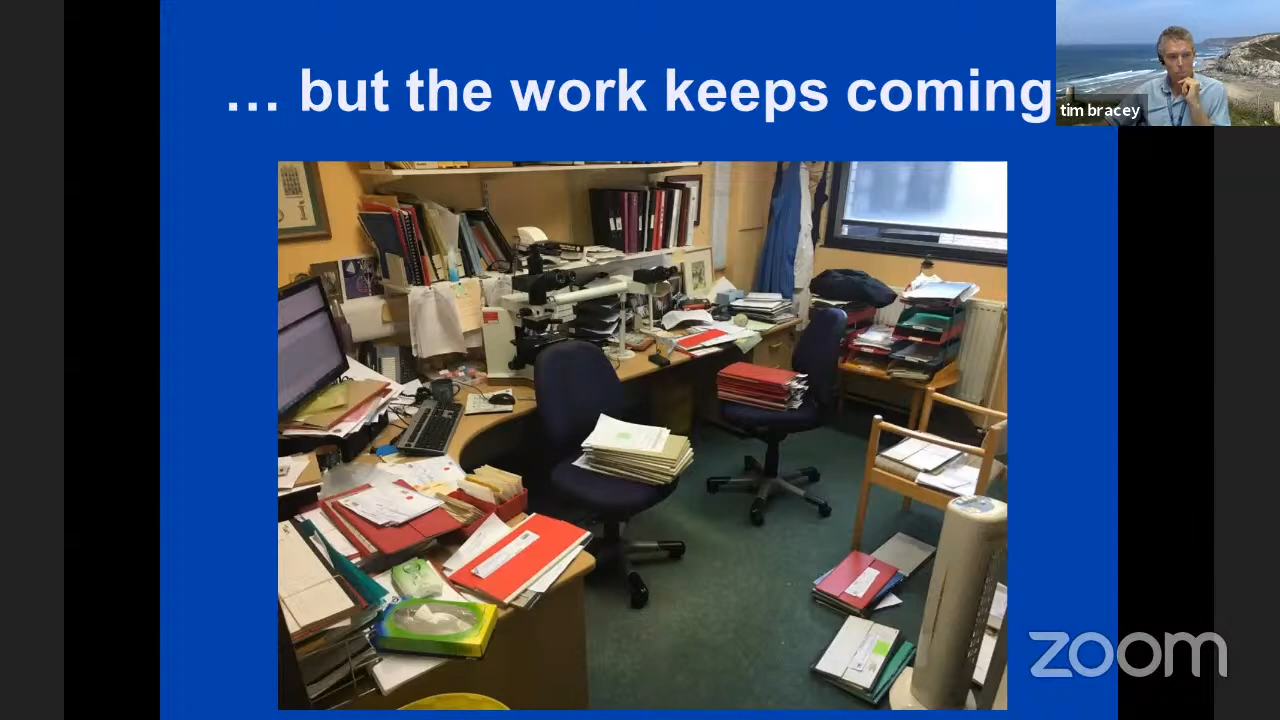 … but the work keeps coming
tim bracey
zoom